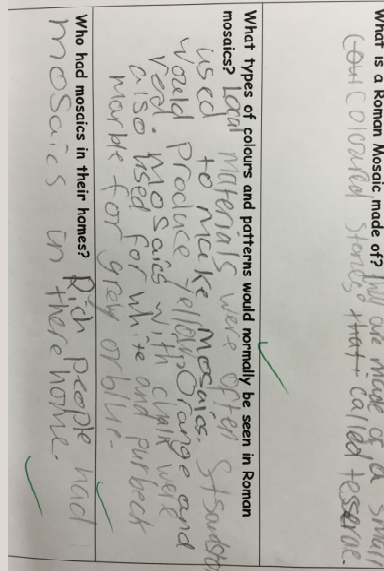 What is a Roman Mosaic made of? They are made of a small
coloured stones that called tesserae.
What types of colours and patterns would normally be seen in Roman
mosaics? Local materials were often
used to make mosaics.
would produce yellow, orange and
red. Mosaics with chalk were
also used for white and purbeck
marble for grey or blue.
Who had mosaics in their homes? Rich people had
mosaics in there home.